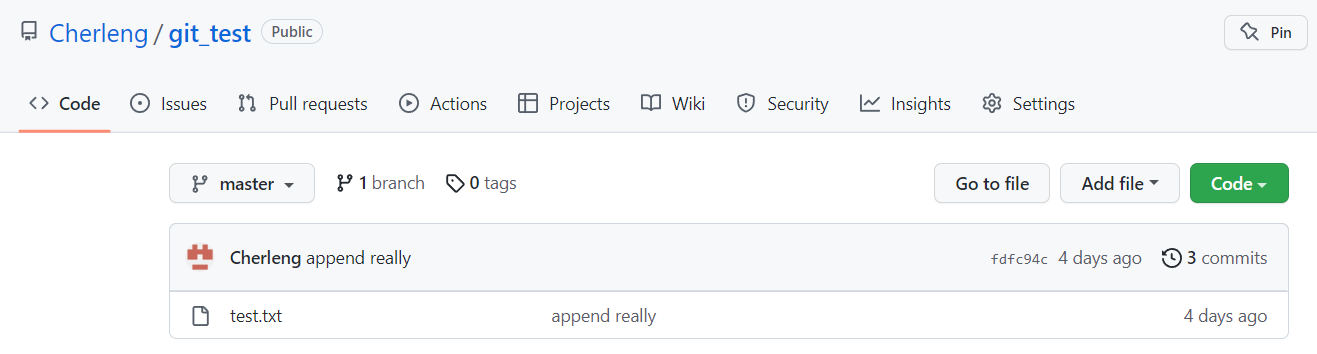 Cherleng / git_test Public Pin
Code Issues Pull requests Actions Projects Wiki Security Insights Settings
master 1 branch 0 tags Go to file Add file Code
Cherleng append really fdfc94c 4 days ago 3 commits
test.txt append really 4 days ago